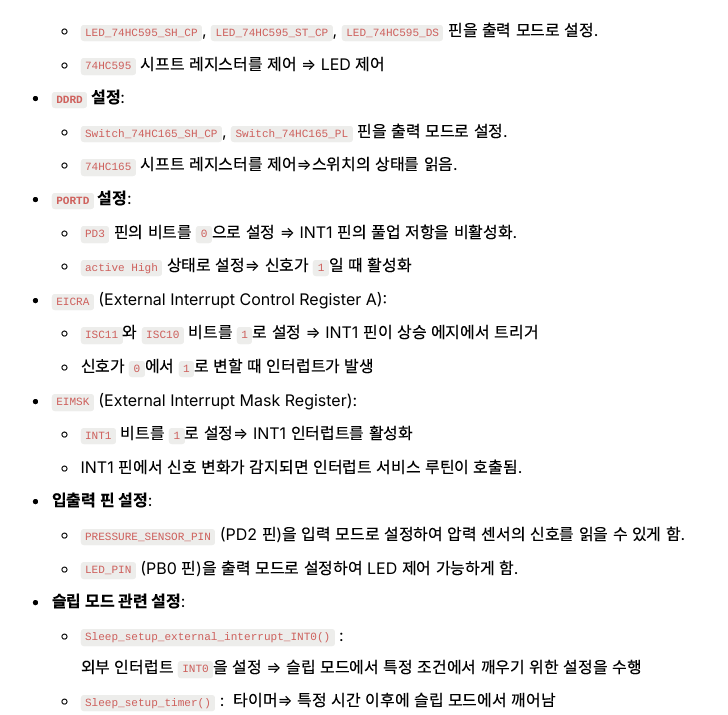 LED_74HC595_SH_CP, LED_74HC595_ST_CP, LED_74HC595_DS 핀을 출력 모드로 설정.
74HC595 시프트 레지스터를 제어 ⇒ LED 제어
DDRD 설정:
Switch_74HC165_SH_CP, Switch_74HC165_PL 핀을 출력 모드로 설정.
74HC165 시프트 레지스터를 제어⇒스위치의 상태를 읽음.
PORTD 설정:
PD3 핀의 비트를 0으로 설정 ⇒ INT1 핀의 풀업 저항을 비활성화.
active High 상태로 설정⇒ 신호가 1일 때 활성화
EICRA (External Interrupt Control Register A):
ISC11와 ISC10 비트를 1로 설정 ⇒ INT1 핀이 상승 에지에서 트리거
신호가 0에서 1로 변할 때 인터럽트가 발생
EIMSK (External Interrupt Mask Register):
INT1 비트를 1로 설정⇒ INT1 인터럽트를 활성화
INT1 핀에서 신호 변화가 감지되면 인터럽트 서비스 루틴이 호출됨.
입출력 핀 설정:
PRESSURE_SENSOR_PIN (PD2 핀)을 입력 모드로 설정하여 압력 센서의 신호를 읽을 수 있게 함.
LED_PIN (PB0 핀)을 출력 모드로 설정하여 LED 제어 가능하게 함.
슬립 모드 관련 설정:
Sleep_setup_external_interrupt_INT0() :
외부 인터럽트 INT0을 설정 ⇒ 슬립 모드에서 특정 조건에서 깨우기 위한 설정을 수행
Sleep_setup_timer() : 타이머⇒ 특정 시간 이후에 슬립 모드에서 깨어남